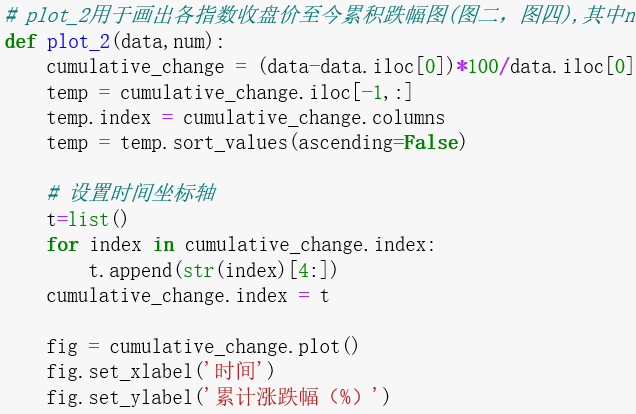 # plot_2用于画出各指数收盘价至今累积跌幅图(图二，图四),其中n
def plot_2(data,num):
    cumulative_change = (data-data.iloc[0])*100/data.iloc[0]
    temp = cumulative_change.iloc[-1,:]
    temp.index = cumulative_change.columns
    temp = temp.sort_values(ascending=False)
    # 设置时间坐标轴
    t=list()
    for index in cumulative_change.index:
        t.append(str(index)[4:])
    cumulative_change.index = t
    fig = cumulative_change.plot()
    fig.set_xlabel('时间')
    fig.set_ylabel('累计涨跌幅（%）')